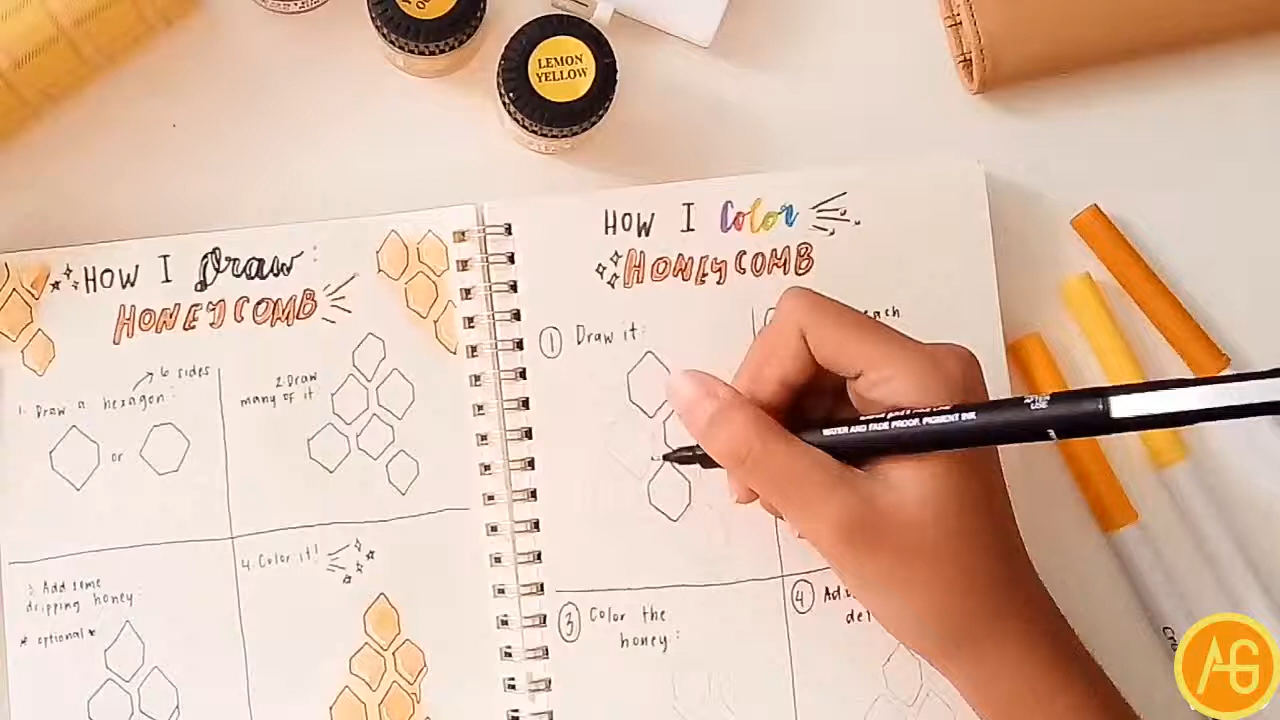 LEMON
YELLOW
HOW I Draw:
HONEYCOMB
1. Draw a hexagon:
6 sides
or
2. Draw
many of it
3. Add some
dripping honey:
* optional *
4. Color it!
HOW I Color
HONEYCOMB
1 Draw it:
each
3 Color the
honey:
4
WATER AND FADE PROOF, PIGMENT INK
AG